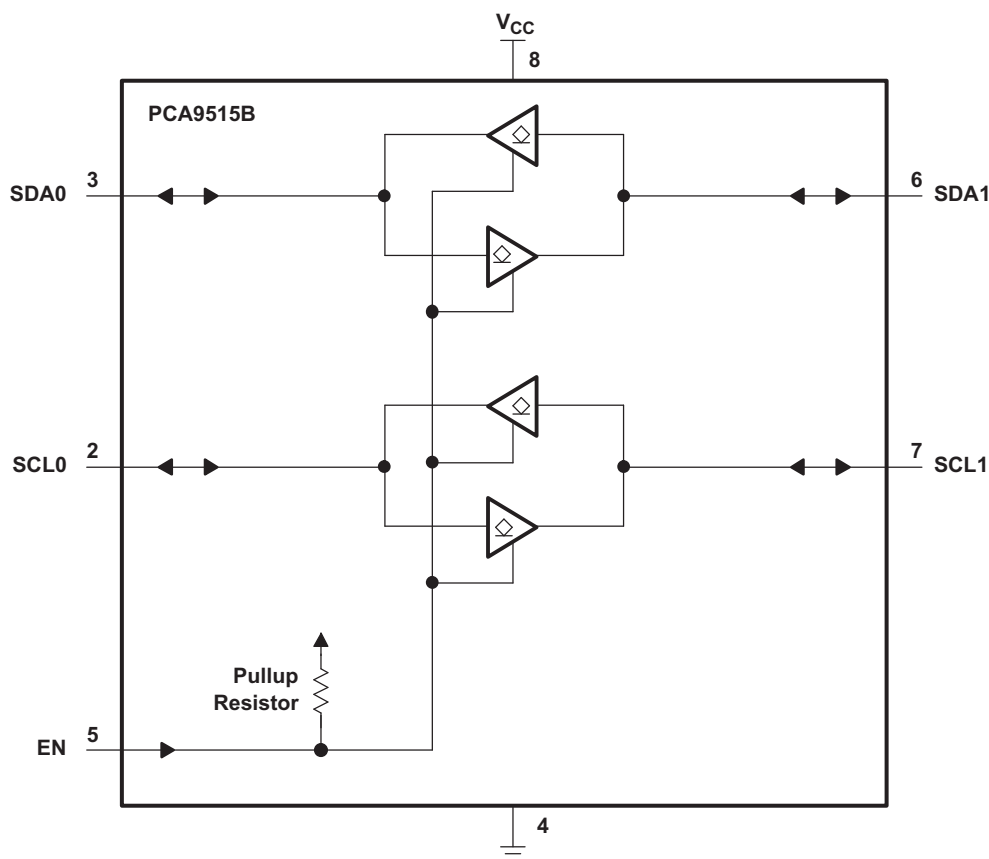 VCC
8
PCA9515B
3
SDA0
6
SDA1
2
SCL0
7
SCL1
Pullup
Resistor
5
EN
4